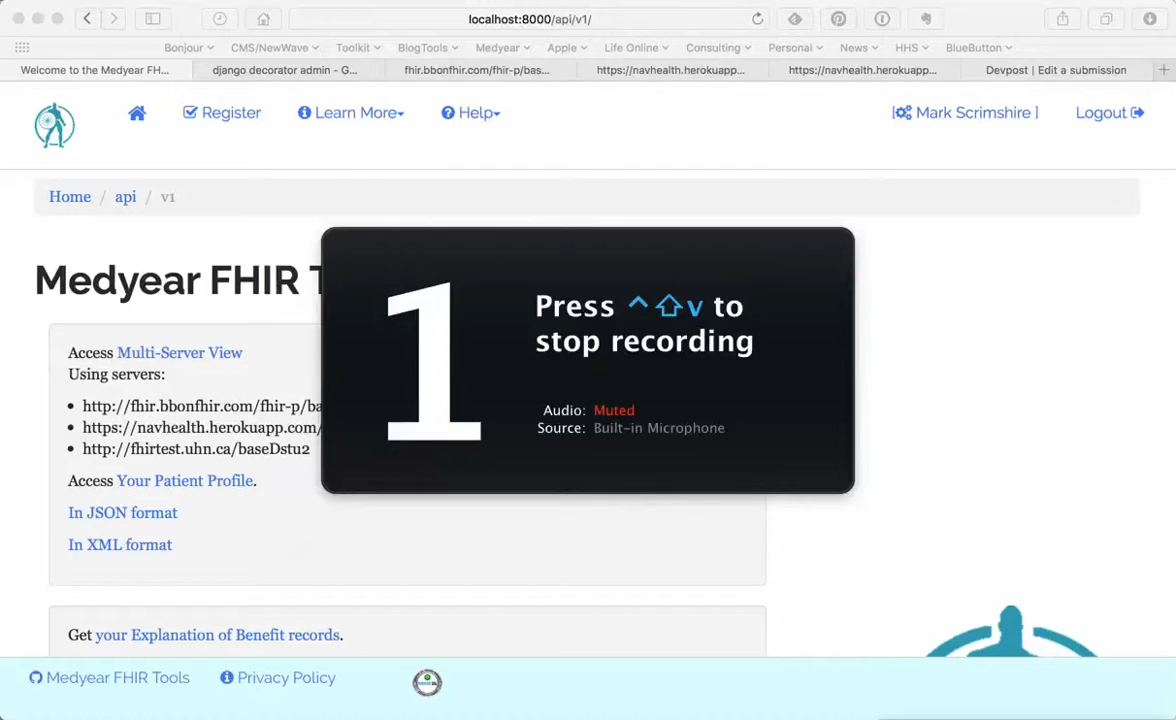 localhost:8000/api/v1/
Bonjour CMS/NewWave Toolkit BlogTools Medyear Apple Life Online Consulting Personal News HHS BlueButton
Welcome to the Medyear FH... django decorator admin - G... fhir.bbonfhir.com/fhir-p/bas... https://navhealth.herokuapp... https://navhealth.herokuapp... Devpost | Edit a submission
Register Learn More Help [ Mark Scrimshire ] Logout
Home / api / v1
Medyear FHIR T
Access Multi-Server View
Using servers:
• http://fhir.bbonfhir.com/fhir-p/ba
• https://navhealth.herokuapp.com/
• http://fhirtest.uhn.ca/baseDstu2
Access Your Patient Profile.
In JSON format
In XML format
1
Press ^⇧v to
stop recording
Audio: Muted
Source: Built-in Microphone
Get your Explanation of Benefit records.
Medyear FHIR Tools Privacy Policy